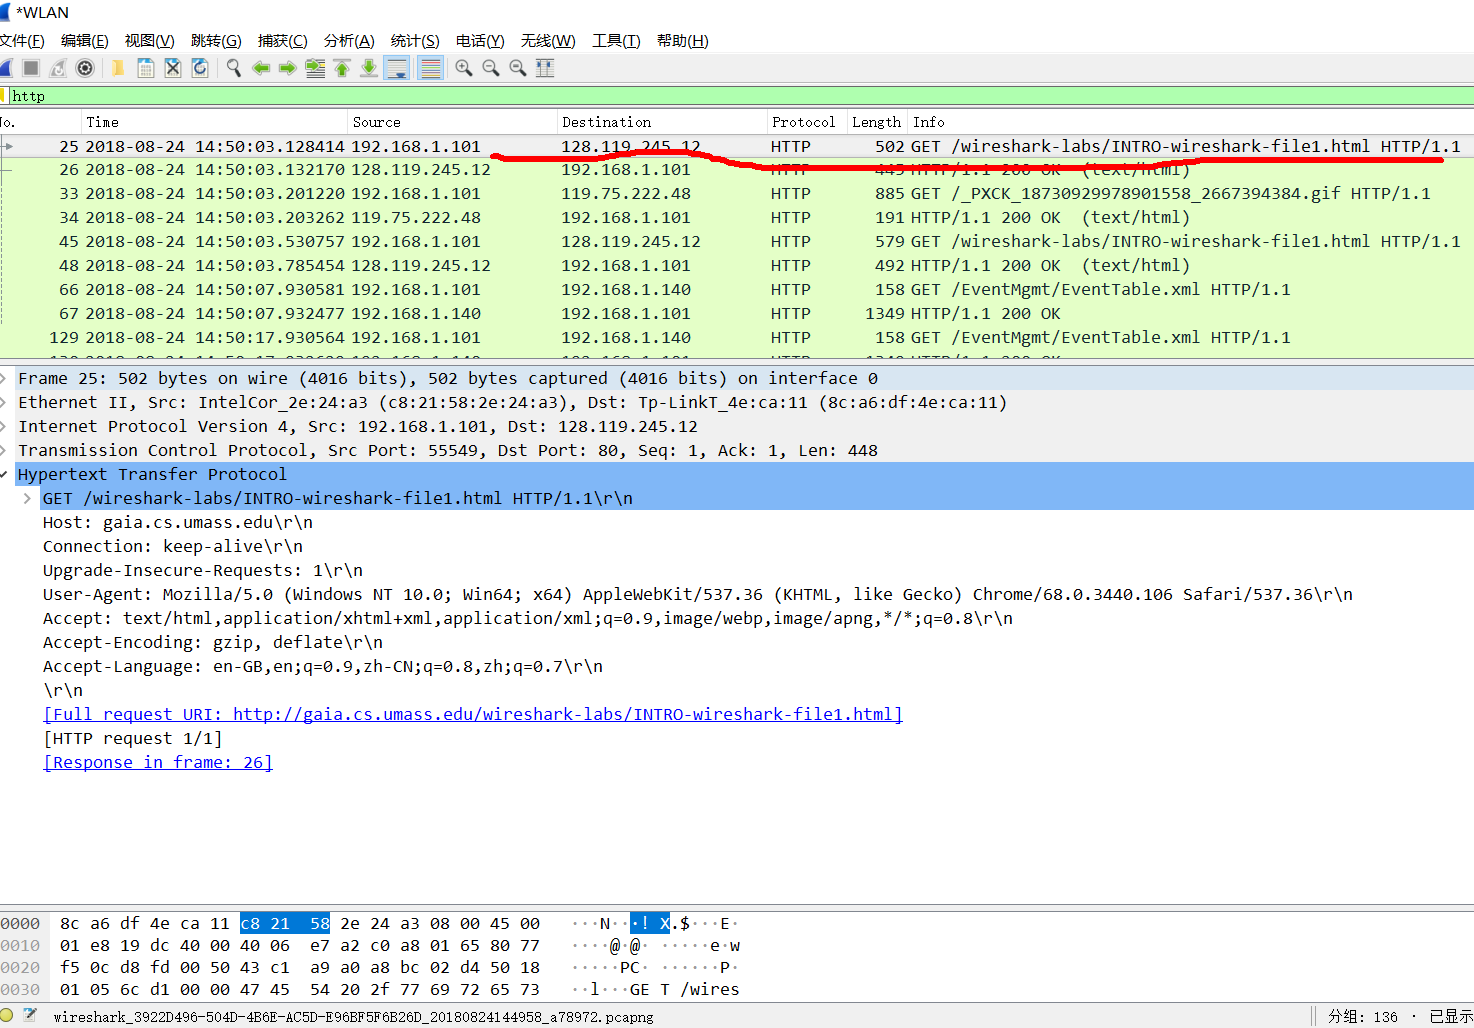 *WLAN
文件(F) 编辑(E) 视图(V) 跳转(G) 捕获(C) 分析(A) 统计(S) 电话(Y) 无线(W) 工具(T) 帮助(H)
http
No. Time Source Destination Protocol Length Info
25 2018-08-24 14:50:03.128414 192.168.1.101 128.119.245.12 HTTP 502 GET /wireshark-labs/INTRO-wireshark-file1.html HTTP/1.1
26 2018-08-24 14:50:03.132170 128.119.245.12 192.168.1.101 HTTP 445 HTTP/1.1 200 OK (text/html)
33 2018-08-24 14:50:03.201220 192.168.1.101 119.75.222.48 HTTP 885 GET /_PXCK_18730929978901558_2667394384.gif HTTP/1.1
34 2018-08-24 14:50:03.203262 119.75.222.48 192.168.1.101 HTTP 191 HTTP/1.1 200 OK (text/html)
45 2018-08-24 14:50:03.530757 192.168.1.101 128.119.245.12 HTTP 579 GET /wireshark-labs/INTRO-wireshark-file1.html HTTP/1.1
48 2018-08-24 14:50:03.785454 128.119.245.12 192.168.1.101 HTTP 492 HTTP/1.1 200 OK (text/html)
66 2018-08-24 14:50:07.930581 192.168.1.101 192.168.1.140 HTTP 158 GET /EventMgmt/EventTable.xml HTTP/1.1
67 2018-08-24 14:50:07.932477 192.168.1.140 192.168.1.101 HTTP 1349 HTTP/1.1 200 OK
129 2018-08-24 14:50:17.930564 192.168.1.101 192.168.1.140 HTTP 158 GET /EventMgmt/EventTable.xml HTTP/1.1
Frame 25: 502 bytes on wire (4016 bits), 502 bytes captured (4016 bits) on interface 0
Ethernet II, Src: IntelCor_2e:24:a3 (c8:21:58:2e:24:a3), Dst: Tp-LinkT_4e:ca:11 (8c:a6:df:4e:ca:11)
Internet Protocol Version 4, Src: 192.168.1.101, Dst: 128.119.245.12
Transmission Control Protocol, Src Port: 55549, Dst Port: 80, Seq: 1, Ack: 1, Len: 448
Hypertext Transfer Protocol
GET /wireshark-labs/INTRO-wireshark-file1.html HTTP/1.1\r\n
Host: gaia.cs.umass.edu\r\n
Connection: keep-alive\r\n
Upgrade-Insecure-Requests: 1\r\n
User-Agent: Mozilla/5.0 (Windows NT 10.0; Win64; x64) AppleWebKit/537.36 (KHTML, like Gecko) Chrome/68.0.3440.106 Safari/537.36\r\n
Accept: text/html,application/xhtml+xml,application/xml;q=0.9,image/webp,image/apng,*/*;q=0.8\r\n
Accept-Encoding: gzip, deflate\r\n
Accept-Language: en-GB,en;q=0.9,zh-CN;q=0.8,zh;q=0.7\r\n
\r\n
[Full request URI: http://gaia.cs.umass.edu/wireshark-labs/INTRO-wireshark-file1.html]
[HTTP request 1/1]
[Response in frame: 26]
0000 8c a6 df 4e ca 11 c8 21 58 2e 24 a3 08 00 45 00 ···N···! X.$···E·
0010 01 e8 19 dc 40 00 40 06 e7 a2 c0 a8 01 65 80 77 ····@·@· ·····e·w
0020 f5 0c d8 fd 00 50 43 c1 a9 a0 a8 bc 02 d4 50 18 ·····PC· ······P·
0030 01 05 6c d1 00 00 47 45 54 20 2f 77 69 72 65 73 ··l···GE T /wires
wireshark_3922D496-504D-4B6E-AC5D-E96BF5F6B26D_20180824144958_a78972.pcapng 分组: 136 · 已显示